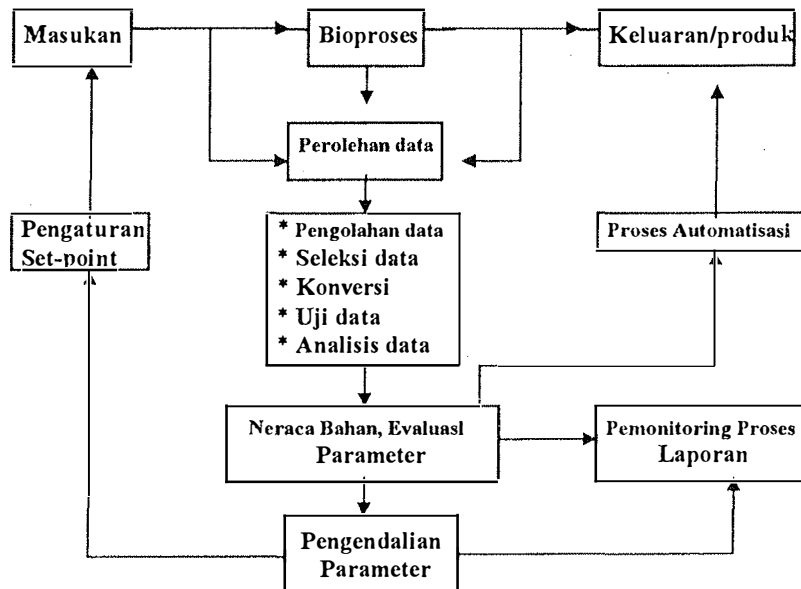 Masukan
Bioproses
Keluaran/produk
Perolehan data
Pengaturan
Set-point
* Pengolahan data
* Seleksi data
* Konversi
* Uji data
* Analisis data
Proses Automatisasi
Neraca Bahan, Evaluasi
Parameter
Pemonitoring Proses
Laporan
Pengendalian
Parameter